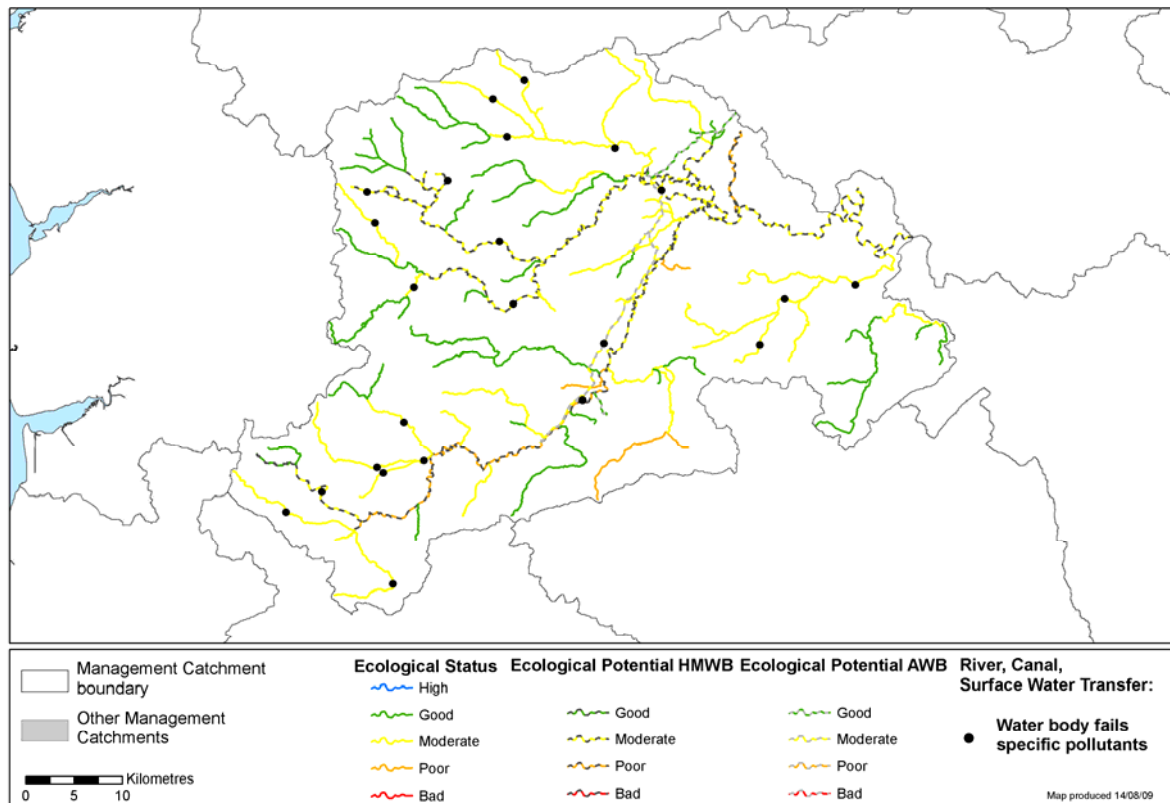 Management Catchment
boundary
Other Management
Catchments
Kilometres
0 5 10
Ecological Status
High
Good
Moderate
Poor
Bad
Ecological Potential HMWB
Good
Moderate
Poor
Bad
Ecological Potential AWB
Good
Moderate
Poor
Bad
River, Canal,
Surface Water Transfer:
Water body fails
specific pollutants
Map produced 14/08/09